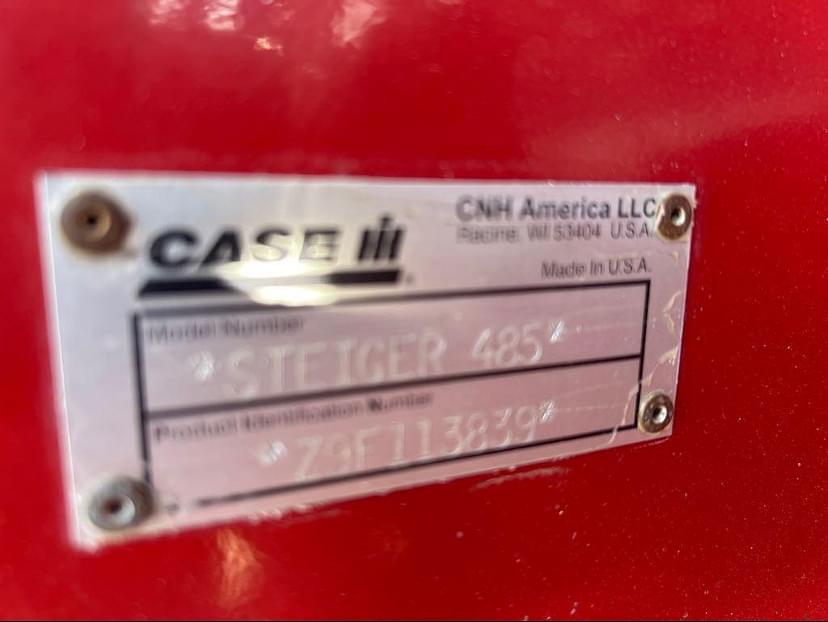 CASE IH
CNH America LLC
Racine, WI 53404 U.S.A.
Made In U.S.A.
Model Number
*STEIGER 485*
Product Identification Number
*Z9F113839*